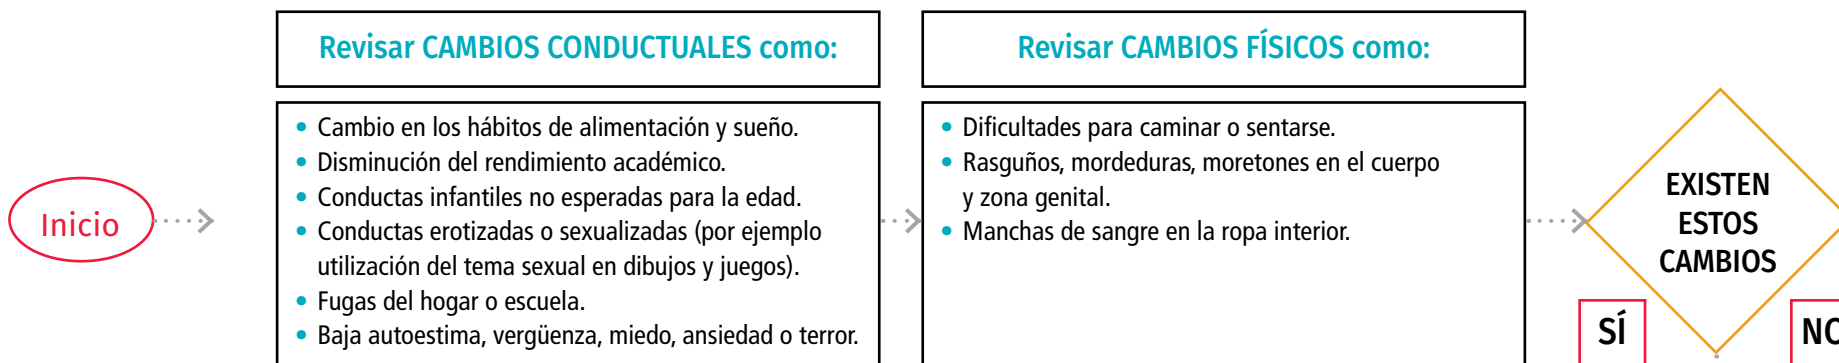 Inicio
Revisar CAMBIOS CONDUCTUALES como:
• Cambio en los hábitos de alimentación y sueño.
• Disminución del rendimiento académico.
• Conductas infantiles no esperadas para la edad.
• Conductas erotizadas o sexualizadas (por ejemplo
utilización del tema sexual en dibujos y juegos).
• Fugas del hogar o escuela.
• Baja autoestima, vergüenza, miedo, ansiedad o terror.
Revisar CAMBIOS FÍSICOS como:
• Dificultades para caminar o sentarse.
• Rasguños, mordeduras, moretones en el cuerpo
y zona genital.
• Manchas de sangre en la ropa interior.
EXISTEN
ESTOS
CAMBIOS
SÍ
NO